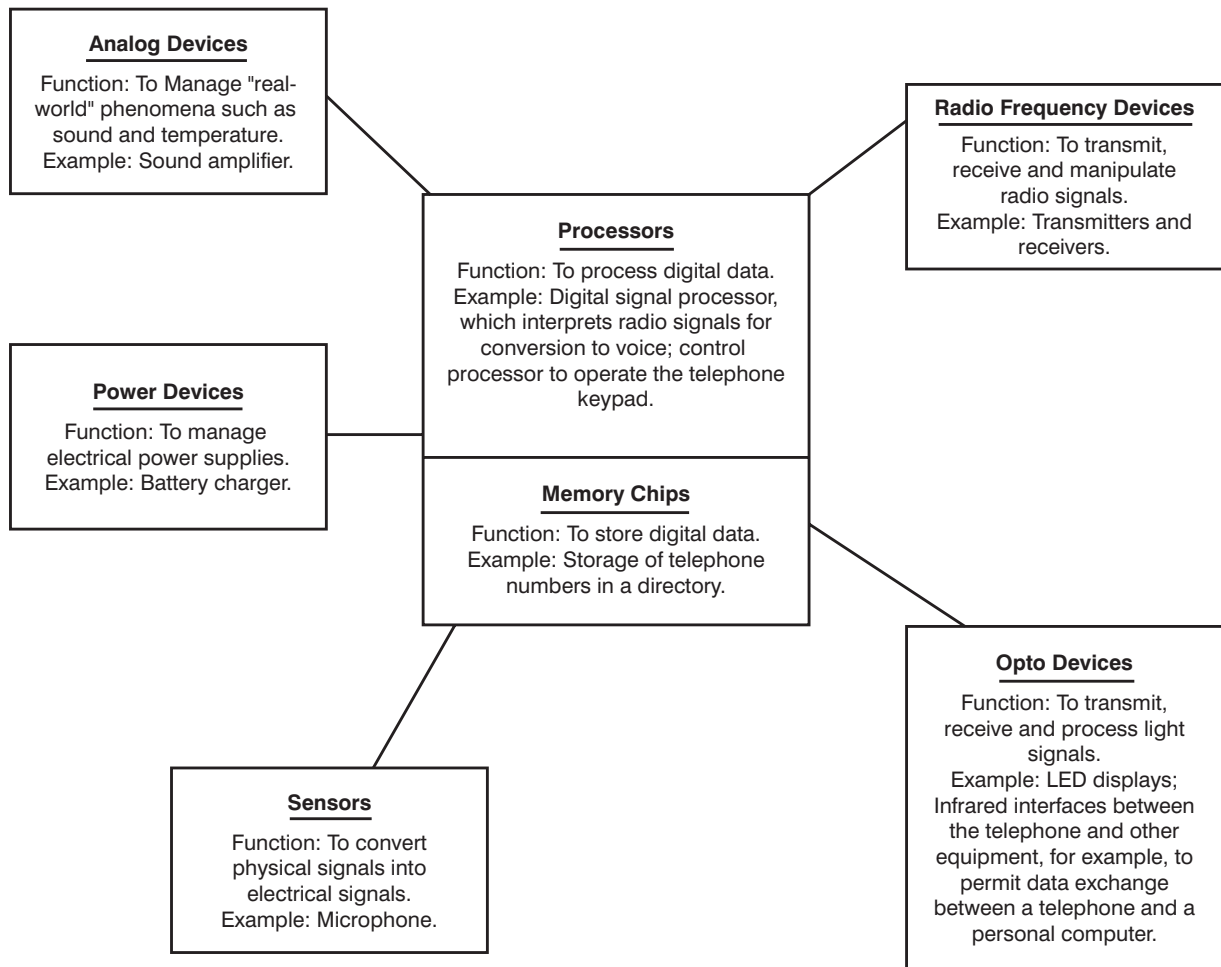 Analog Devices
Function: To Manage "real-
world" phenomena such as
sound and temperature.
Example: Sound amplifier.
Radio Frequency Devices
Function: To transmit,
receive and manipulate
radio signals.
Example: Transmitters and
receivers.
Processors
Function: To process digital data.
Example: Digital signal processor,
which interprets radio signals for
conversion to voice; control
processor to operate the telephone
keypad.
Power Devices
Function: To manage
electrical power supplies.
Example: Battery charger.
Memory Chips
Function: To store digital data.
Example: Storage of telephone
numbers in a directory.
Sensors
Function: To convert
physical signals into
electrical signals.
Example: Microphone.
Opto Devices
Function: To transmit,
receive and process light
signals.
Example: LED displays;
Infrared interfaces between
the telephone and other
equipment, for example, to
permit data exchange
between a telephone and a
personal computer.